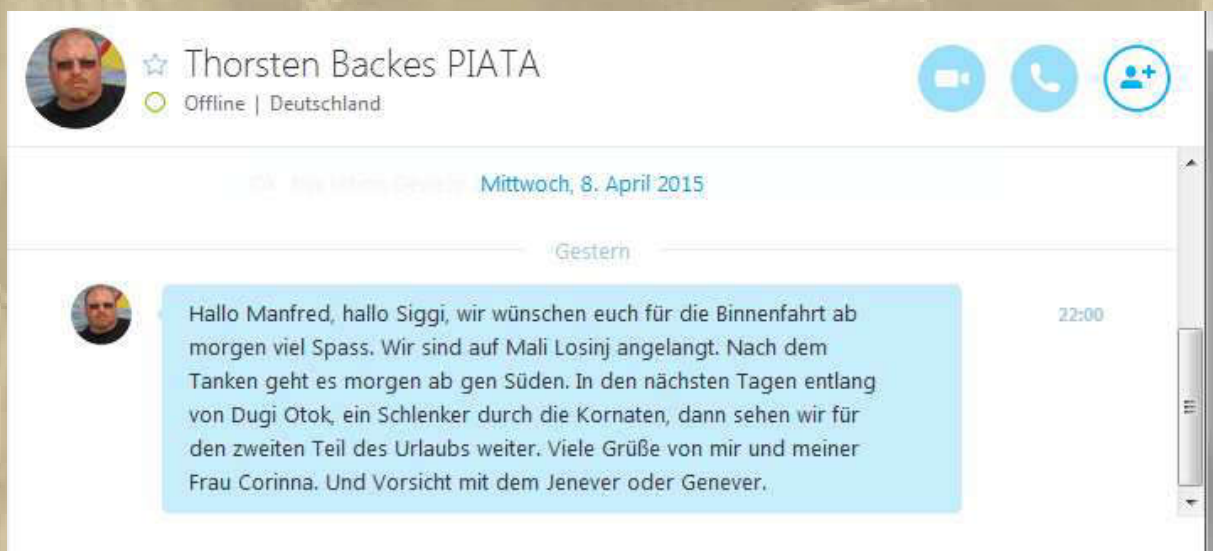 Thorsten Backes PIATA
Offline | Deutschland
Mittwoch, 8. April 2015
Gestern
Hallo Manfred, hallo Siggi, wir wünschen euch für die Binnenfahrt ab
22:00
morgen viel Spass. Wir sind auf Mali Losinj angelangt. Nach dem
Tanken geht es morgen ab gen Süden. In den nächsten Tagen entlang
von Dugi Otok, ein Schlenker durch die Kornaten, dann sehen wir für
den zweiten Teil des Urlaubs weiter. Viele Grüße von mir und meiner
Frau Corinna. Und Vorsicht mit dem Jenever oder Genever.